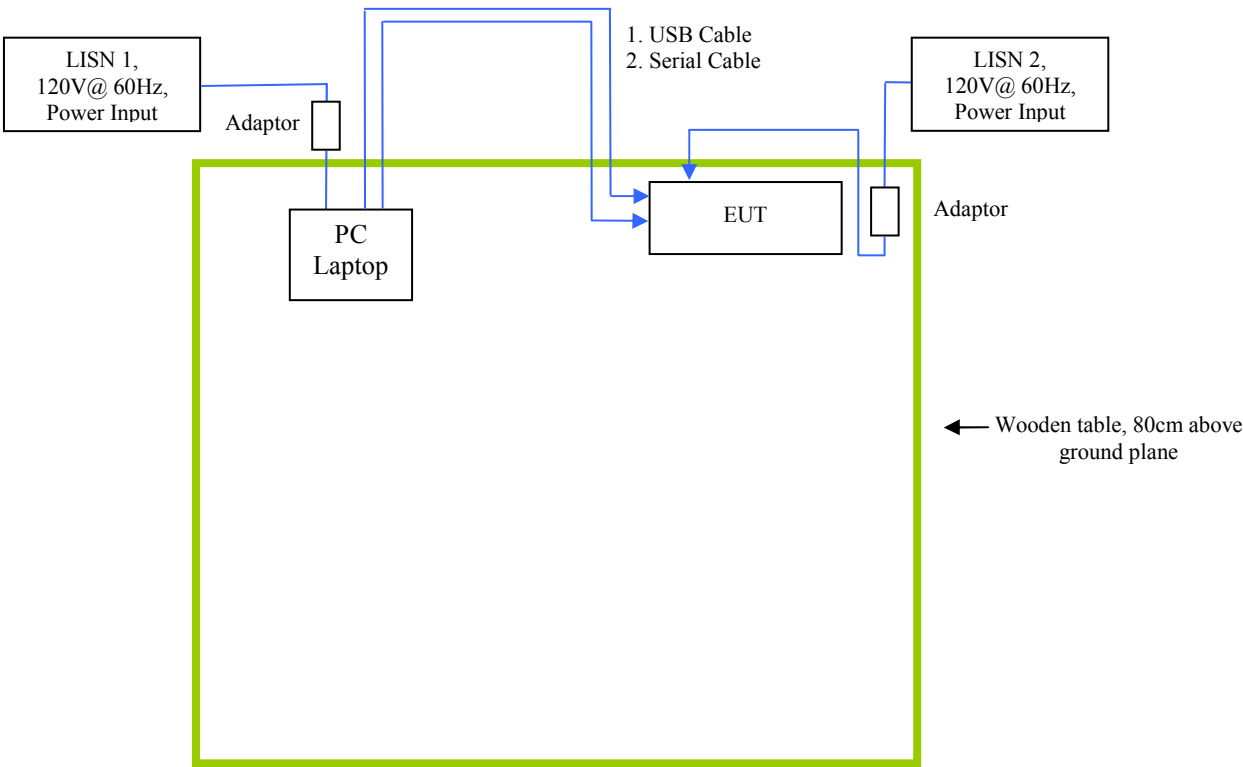 1. USB Cable
2. Serial Cable
LISN 1,
120V@ 60Hz,
Power Input
LISN 2,
120V@ 60Hz,
Power Input
Adaptor
EUT
Adaptor
PC
Laptop
Wooden table, 80cm above
ground plane